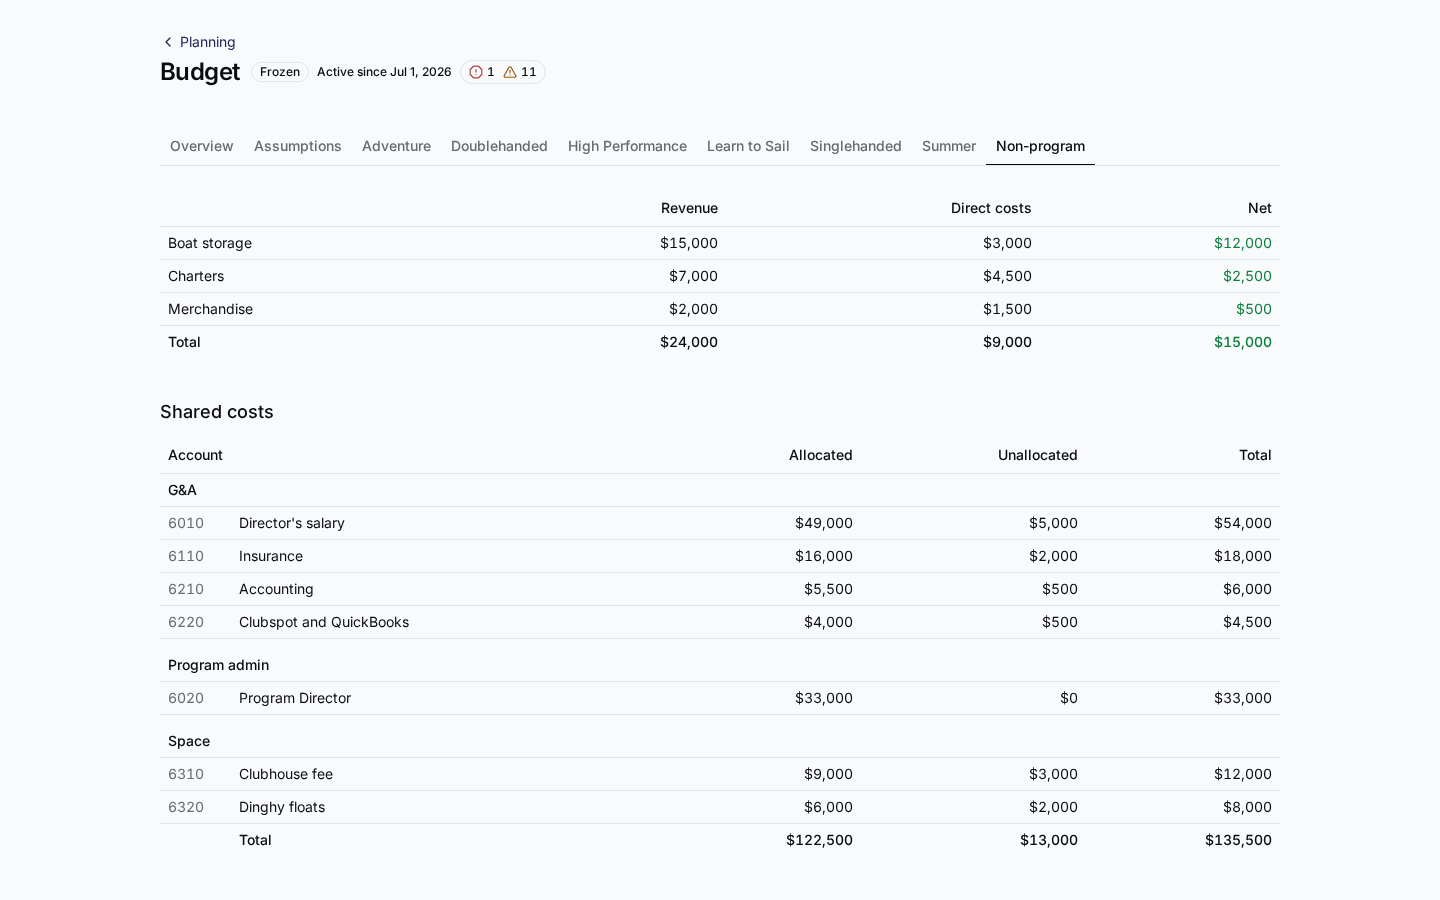 Planning
Budget Frozen Active since Jul 1, 2026 1 11
Overview Assumptions Adventure Doublehanded High Performance Learn to Sail Singlehanded Summer Non-program
Revenue Direct costs Net
Boat storage $15,000 $3,000 $12,000
Charters $7,000 $4,500 $2,500
Merchandise $2,000 $1,500 $500
Total $24,000 $9,000 $15,000
Shared costs
Account Allocated Unallocated Total
G&A
6010 Director's salary $49,000 $5,000 $54,000
6110 Insurance $16,000 $2,000 $18,000
6210 Accounting $5,500 $500 $6,000
6220 Clubspot and QuickBooks $4,000 $500 $4,500
Program admin
6020 Program Director $33,000 $0 $33,000
Space
6310 Clubhouse fee $9,000 $3,000 $12,000
6320 Dinghy floats $6,000 $2,000 $8,000
Total $122,500 $13,000 $135,500